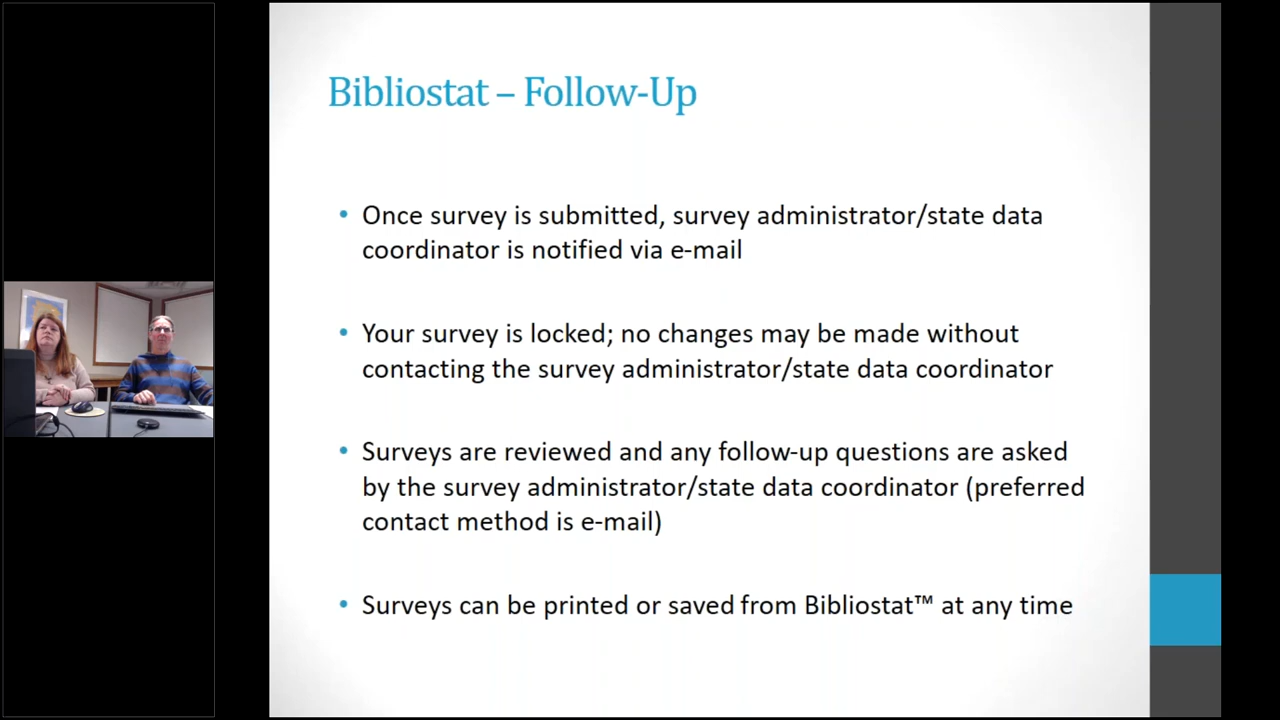 Bibliostat – Follow-Up
• Once survey is submitted, survey administrator/state data
coordinator is notified via e-mail
• Your survey is locked; no changes may be made without
contacting the survey administrator/state data coordinator
• Surveys are reviewed and any follow-up questions are asked
by the survey administrator/state data coordinator (preferred
contact method is e-mail)
• Surveys can be printed or saved from Bibliostat™ at any time